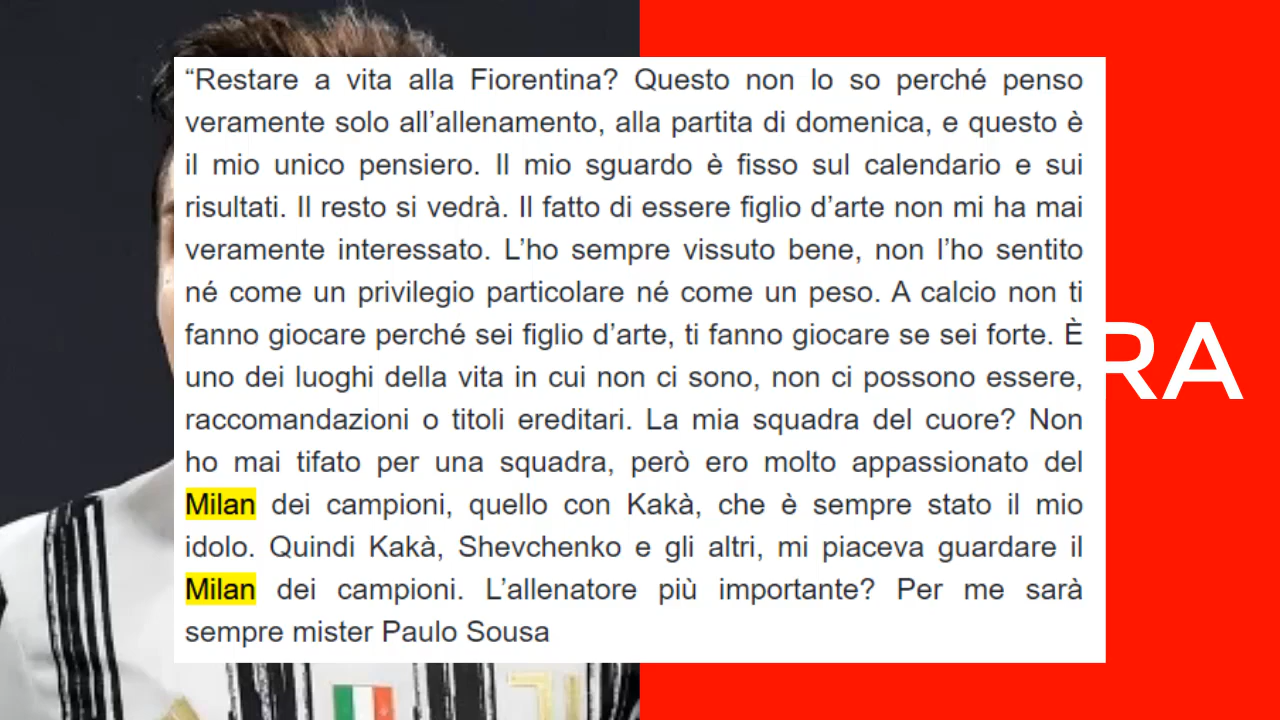 “Restare a vita alla Fiorentina? Questo non lo so perché penso
veramente solo all’allenamento, alla partita di domenica, e questo è
il mio unico pensiero. Il mio sguardo è fisso sul calendario e sui
risultati. Il resto si vedrà. Il fatto di essere figlio d’arte non mi ha mai
veramente interessato. L’ho sempre vissuto bene, non l’ho sentito
né come un privilegio particolare né come un peso. A calcio non ti
fanno giocare perché sei figlio d’arte, ti fanno giocare se sei forte. È
uno dei luoghi della vita in cui non ci sono, non ci possono essere,
raccomandazioni o titoli ereditari. La mia squadra del cuore? Non
ho mai tifato per una squadra, però ero molto appassionato del
Milan dei campioni, quello con Kakà, che è sempre stato il mio
idolo. Quindi Kakà, Shevchenko e gli altri, mi piaceva guardare il
Milan dei campioni. L’allenatore più importante? Per me sarà
sempre mister Paulo Sousa